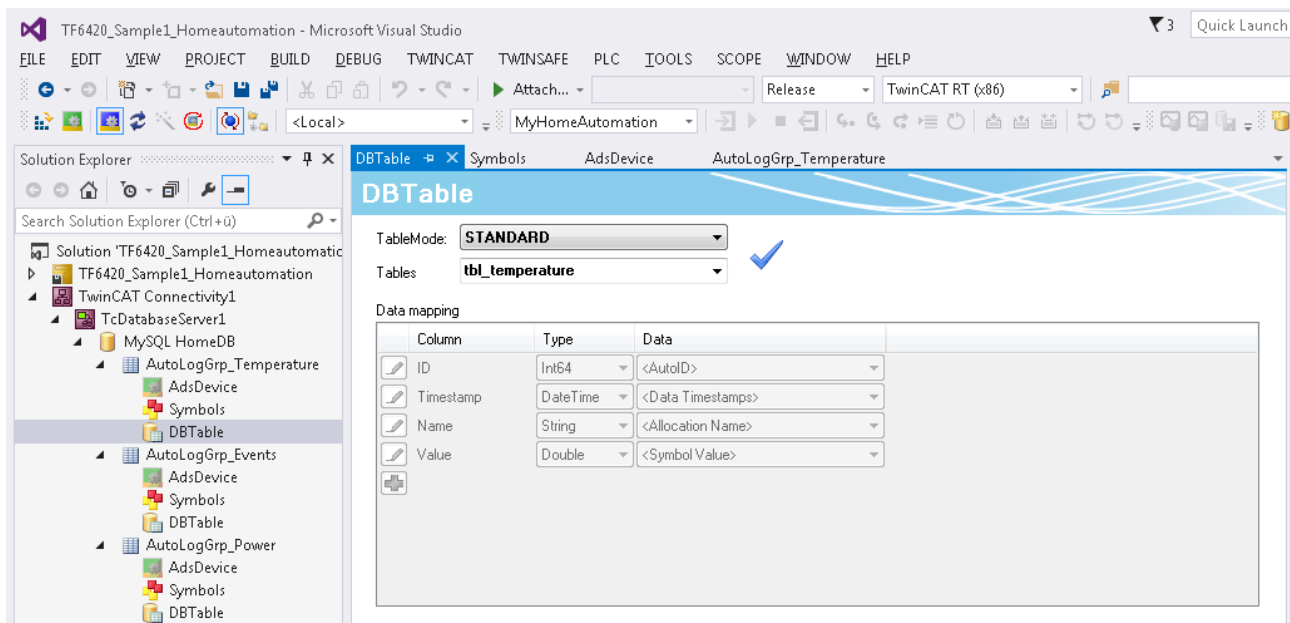 TF6420_Sample1_Homeautomation - Microsoft Visual Studio
3
Quick Launch
FILE EDIT VIEW PROJECT BUILD DEBUG TWINCAT TWINSAFE PLC TOOLS SCOPE WINDOW HELP
Attach...
Release
TwinCAT RT (x86)
<Local>
MyHomeAutomation
Solution Explorer
DBTable
Symbols
AdsDevice
AutoLogGrp_Temperature
DBTable
Search Solution Explorer (Ctrl+ü)
Solution 'TF6420_Sample1_Homeautomatic
TF6420_Sample1_Homeautomation
TwinCAT Connectivity1
TcDatabaseServer1
MySQL HomeDB
AutoLogGrp_Temperature
AdsDevice
Symbols
DBTable
AutoLogGrp_Events
AdsDevice
Symbols
DBTable
AutoLogGrp_Power
AdsDevice
Symbols
DBTable
TableMode: STANDARD
Tables tbl_temperature
Data mapping
Column Type Data
ID Int64 <AutoID>
Timestamp DateTime <Data Timestamps>
Name String <Allocation Name>
Value Double <Symbol Value>